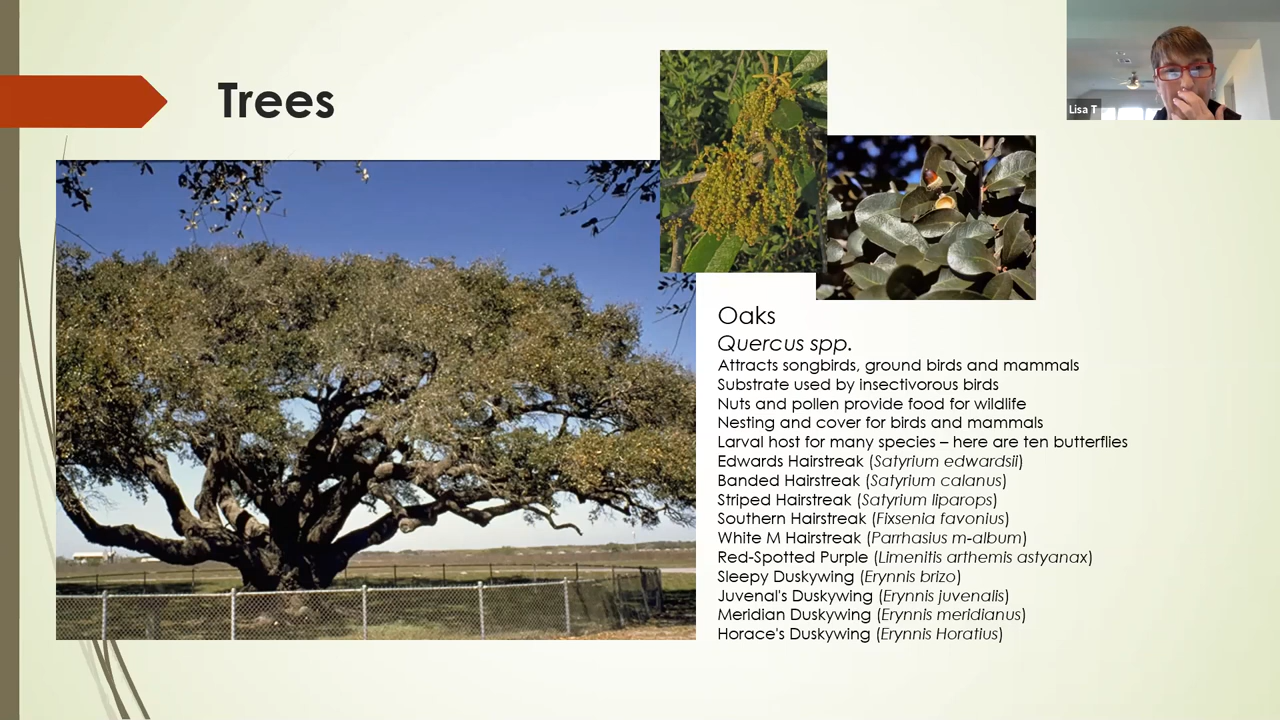 Trees
Lisa T
Oaks
Quercus spp.
Attracts songbirds, ground birds and mammals
Substrate used by insectivorous birds
Nuts and pollen provide food for wildlife
Nesting and cover for birds and mammals
Larval host for many species – here are ten butterflies
Edwards Hairstreak (Satyrium edwardsii)
Banded Hairstreak (Satyrium calanus)
Striped Hairstreak (Satyrium liparops)
Southern Hairstreak (Fixsenia favonius)
White M Hairstreak (Parrhasius m-album)
Red-Spotted Purple (Limenitis arthemis astyanax)
Sleepy Duskywing (Erynnis brizo)
Juvenal's Duskywing (Erynnis juvenalis)
Meridian Duskywing (Erynnis meridianus)
Horace's Duskywing (Erynnis Horatius)